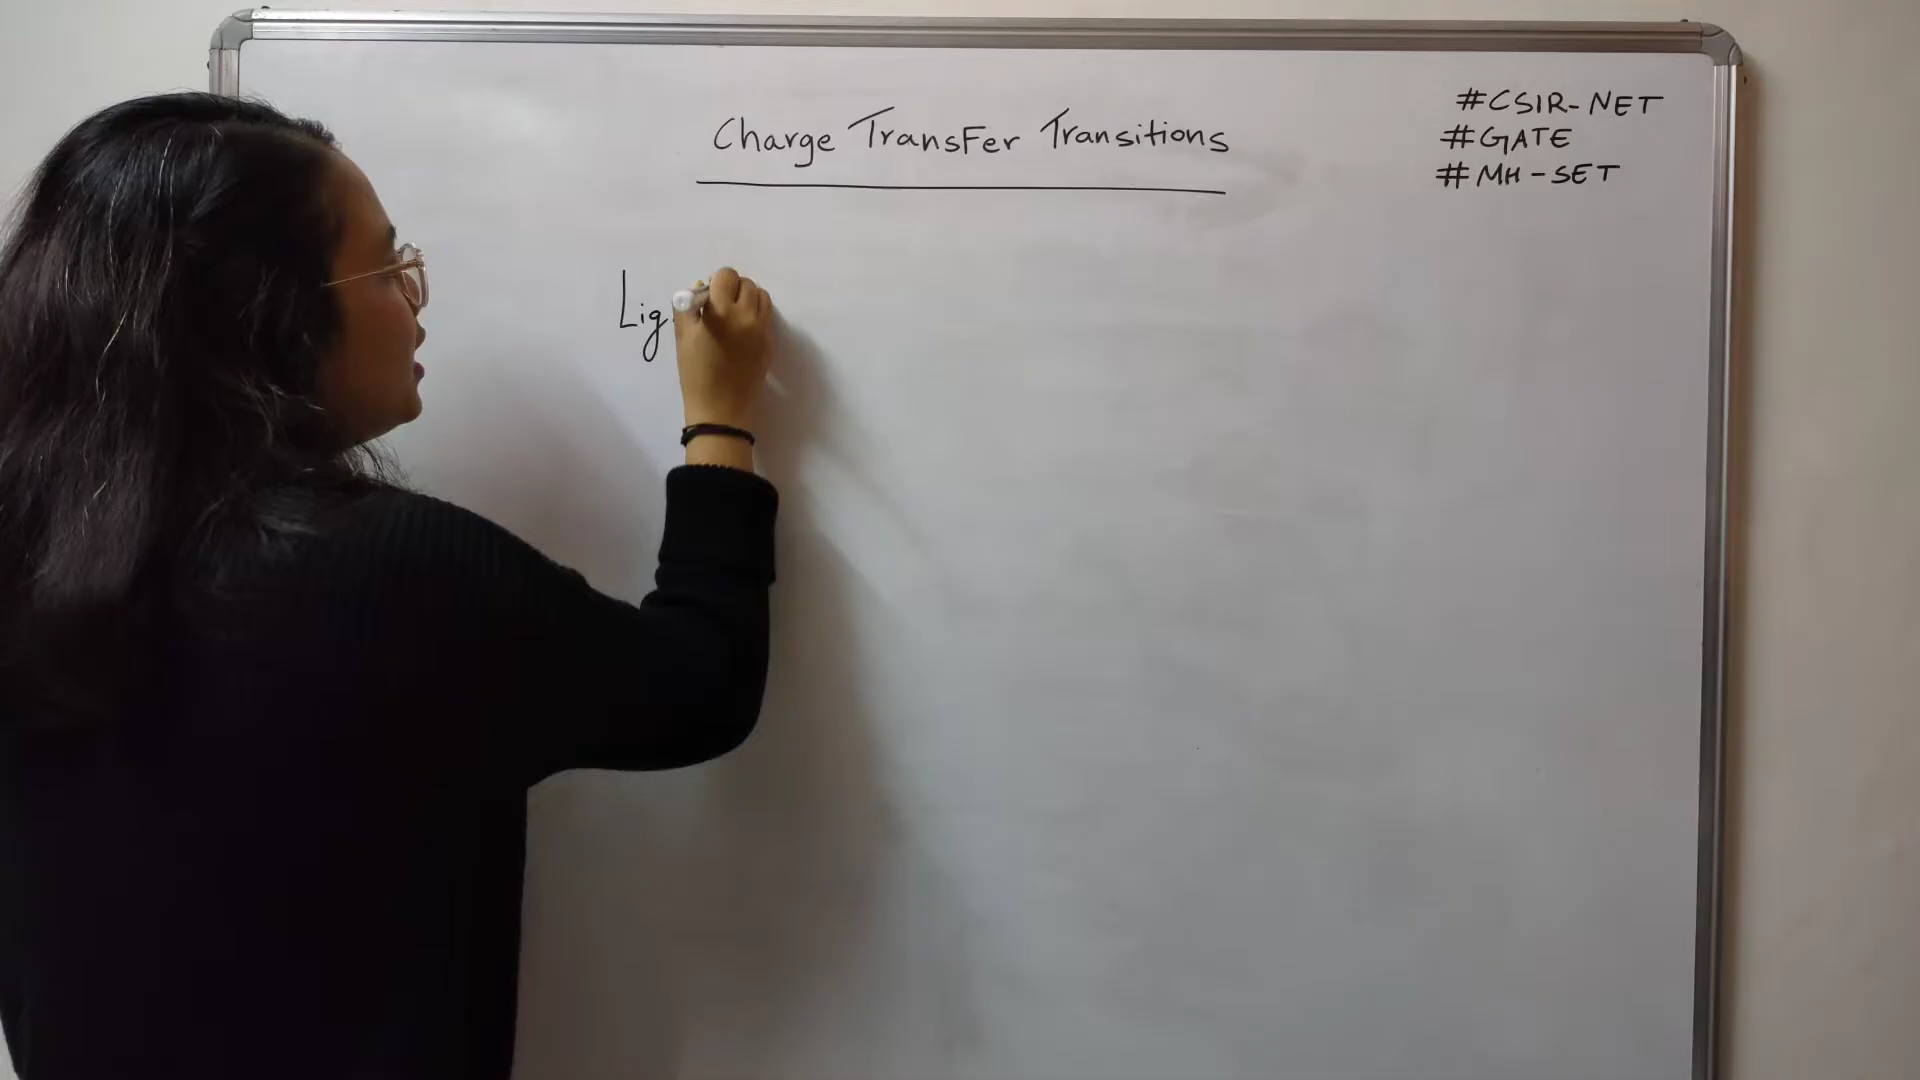 Charge Transfer Transitions
#CSIR-NET
#GATE
#MH-SET
Lig